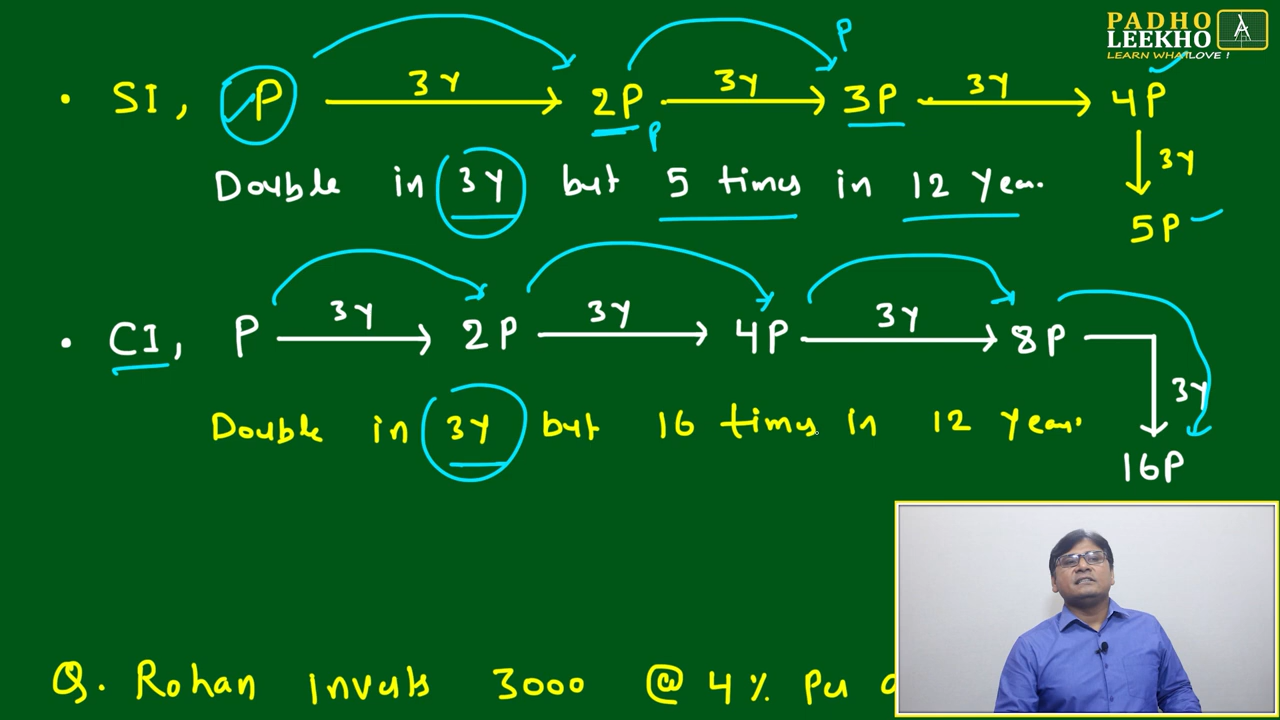 PADHO
LEEKHO
LEARN WHAT I LOVE !
• SI, P 3Y 2P 3Y 3P 3Y 4P
P
P
3Y
Double in 3Y but 5 times in 12 Year.
5P
• CI, P 3Y 2P 3Y 4P 3Y 8P
3Y
Double in 3Y but 16 times in 12 Year.
16P
Q. Rohan invests 3000 @ 4% Per